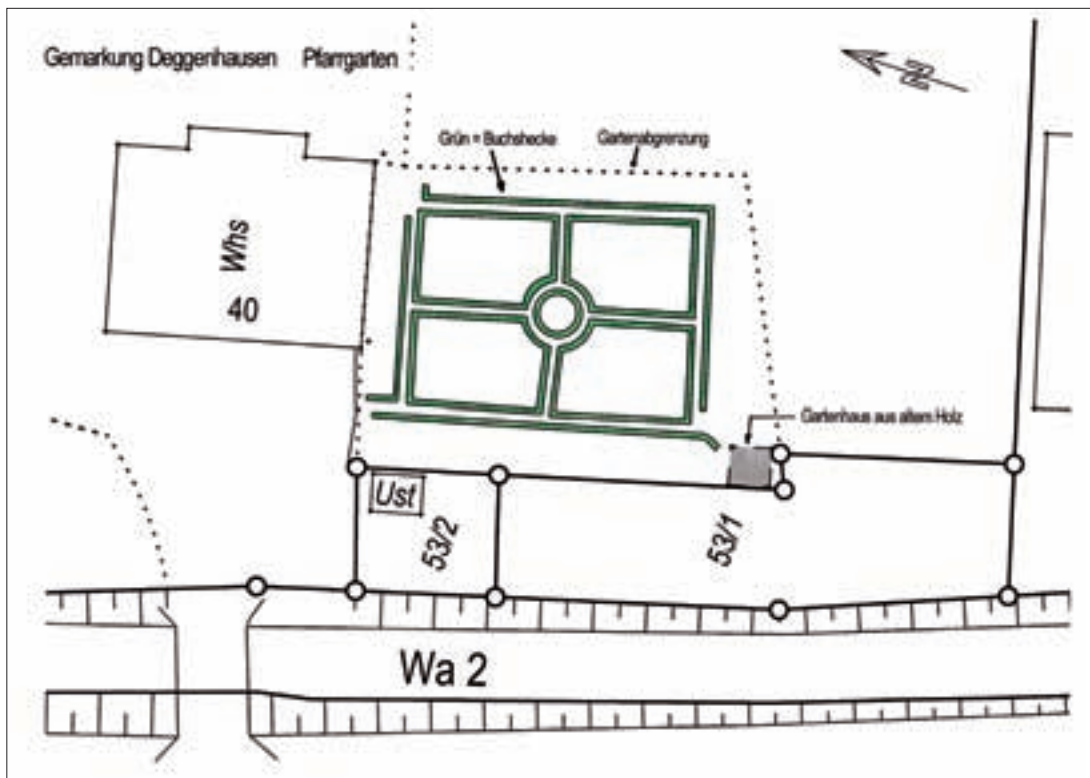 Gemarkung Deggenhausen Pfarrgarten
N
Grün = Buchshecke
Gartenabgrenzung
Whs
40
Gartenhaus aus altem Holz
Ust
53/2
53/1
Wa 2